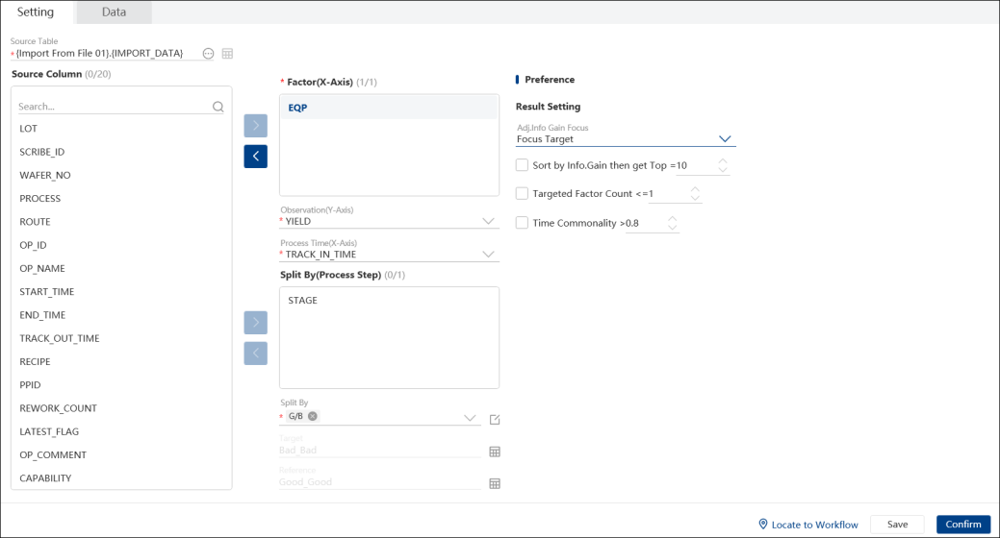 Setting
Data
Source Table
* {Import From File 01}.{IMPORT_DATA}
Source Column (0/20)
Search...
LOT
SCRIBE_ID
WAFER_NO
PROCESS
ROUTE
OP_ID
OP_NAME
START_TIME
END_TIME
TRACK_OUT_TIME
RECIPE
PPID
REWORK_COUNT
LATEST_FLAG
OP_COMMENT
CAPABILITY
* Factor(X-Axis) (1/1)
EQP
Observation(Y-Axis)
* YIELD
Process Time(X-Axis)
* TRACK_IN_TIME
Split By(Process Step) (0/1)
STAGE
Split By
* G/B
Target
Bad_Bad
Reference
Good_Good
Preference
Result Setting
Adj.Info Gain Focus
Focus Target
Sort by Info.Gain then get Top =10
Targeted Factor Count <=1
Time Commonality >0.8
Locate to Workflow
Save
Confirm